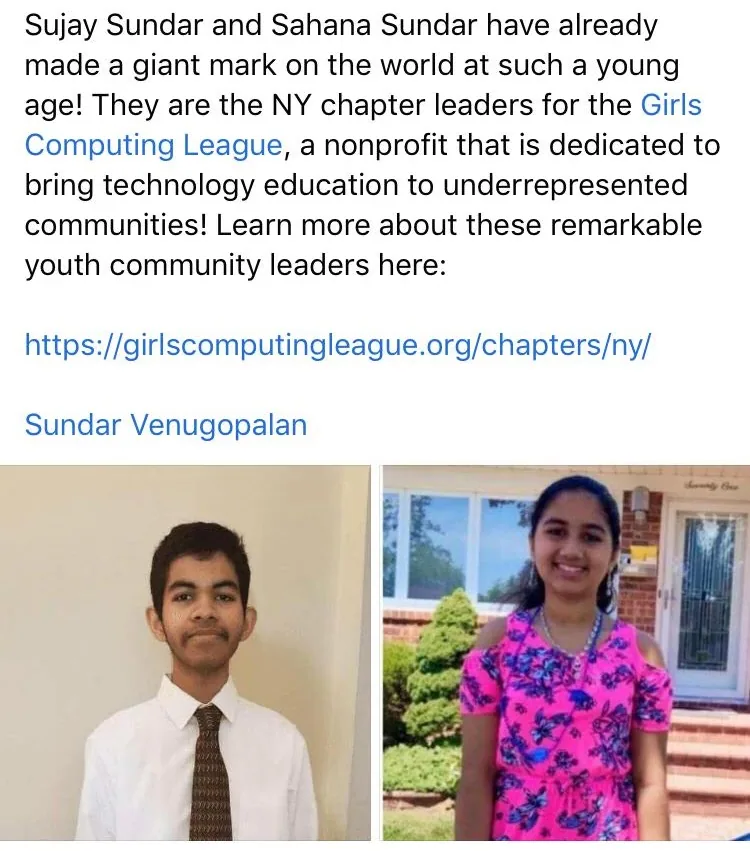 Sujay Sundar and Sahana Sundar have already
made a giant mark on the world at such a young
age! They are the NY chapter leaders for the Girls
Computing League, a nonprofit that is dedicated to
bring technology education to underrepresented
communities! Learn more about these remarkable
youth community leaders here:
https://girlscomputingleague.org/chapters/ny/
Sundar Venugopalan
Seventy One